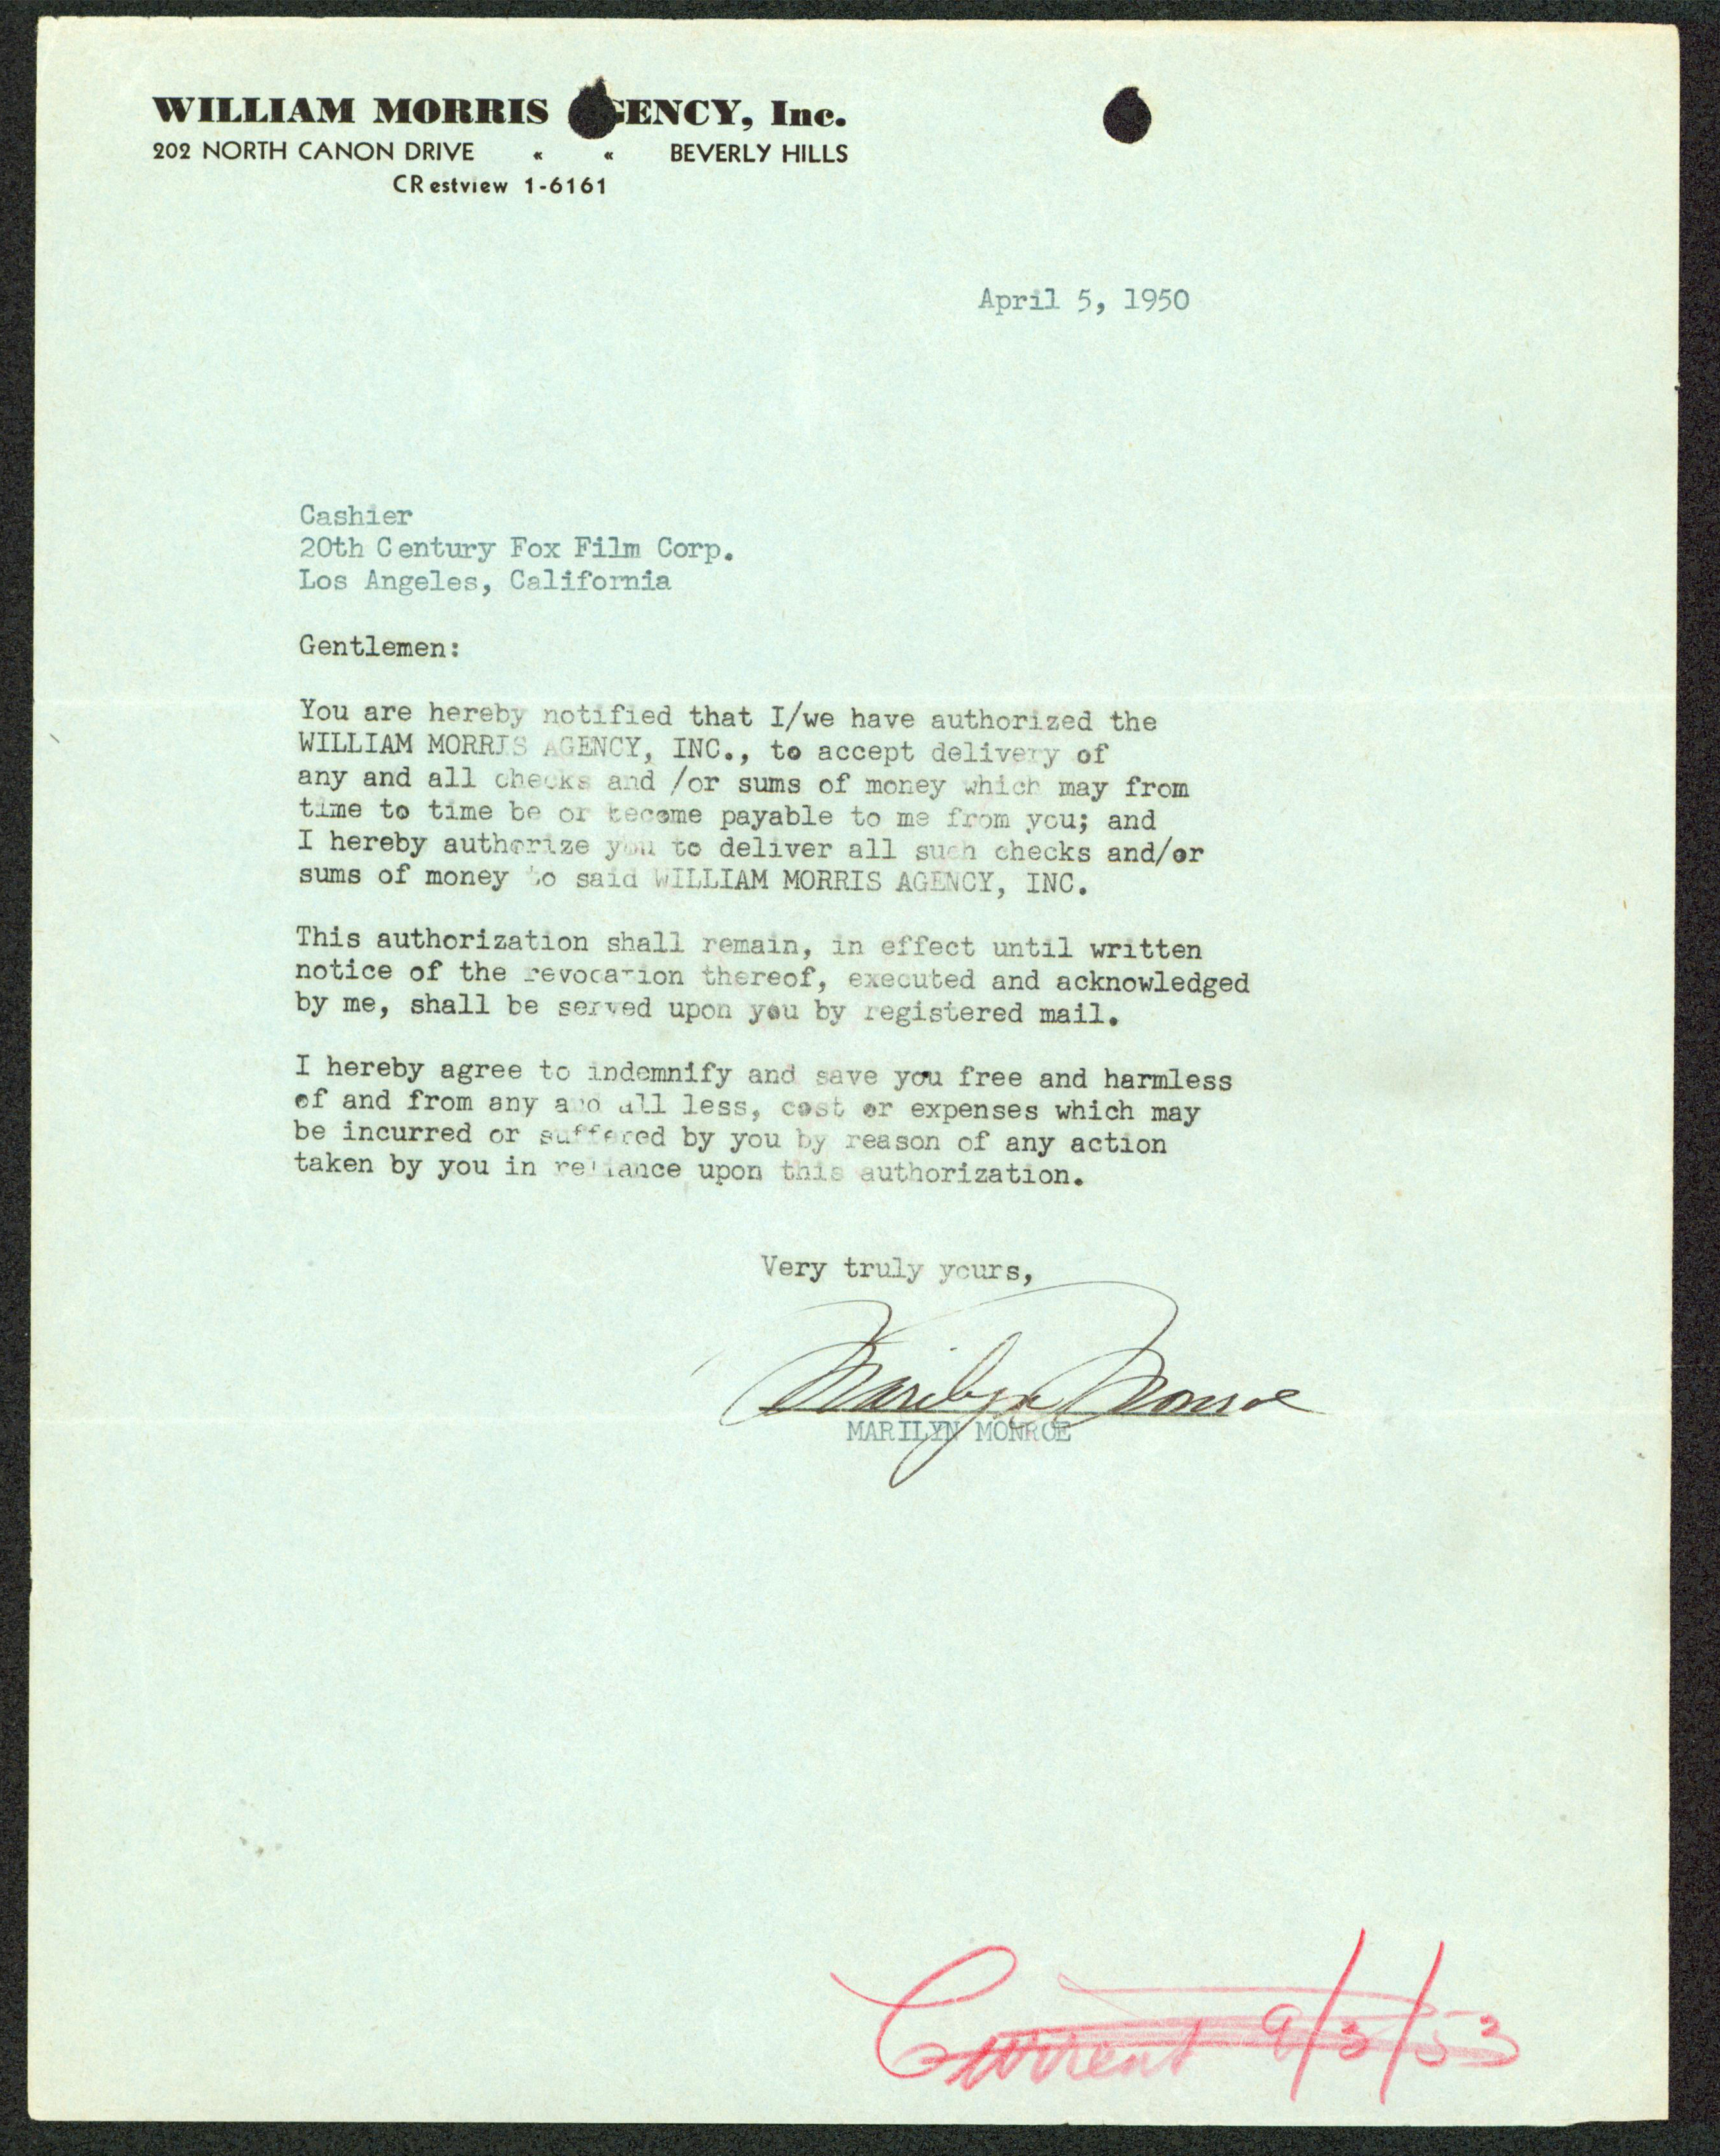 WILLIAM MORRIS GENCY, Inc.
202 NORTH CANON DRIVE « « BEVERLY HILLS
CRestview 1-6161
April 5, 1950
Cashier
20th Century Fox Film Corp.
Los Angeles, California
Gentlemen:
You are hereby notified that I/we have authorized the
WILLIAM MORRIS AGENCY, INC., to accept delivery of
any and all checks and /or sums of money which may from
time to time be or become payable to me from you; and
I hereby authorize you to deliver all such checks and/or
sums of money to said WILLIAM MORRIS AGENCY, INC.
This authorization shall remain, in effect until written
notice of the revocation thereof, executed and acknowledged
by me, shall be served upon you by registered mail.
I hereby agree to indemnify and save you free and harmless
of and from any and all less, cost or expenses which may
be incurred or suffered by you by reason of any action
taken by you in reliance upon this authorization.
Very truly yours,
Marilyn Monroe
MARILYN MONROE
Current 9/3/53